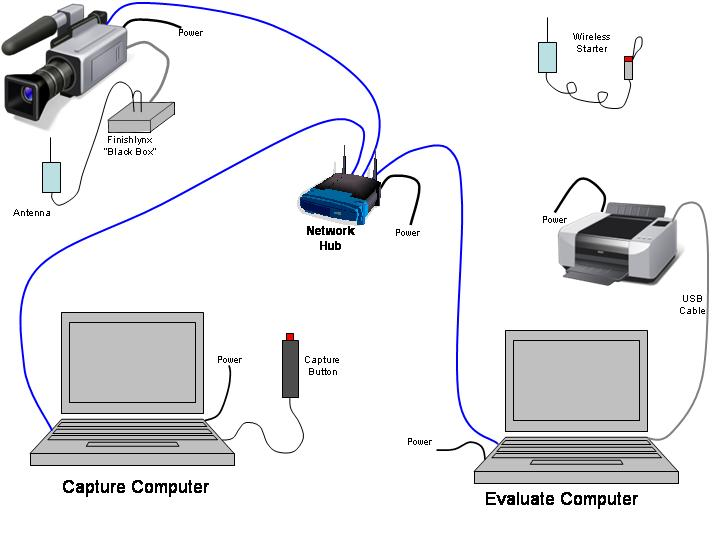 Power
Wireless
Starter
Finishlynx
"Black Box"
Antenna
Network
Hub
Power
Power
USB
Cable
Power
Capture
Button
Power
Capture Computer
Evaluate Computer